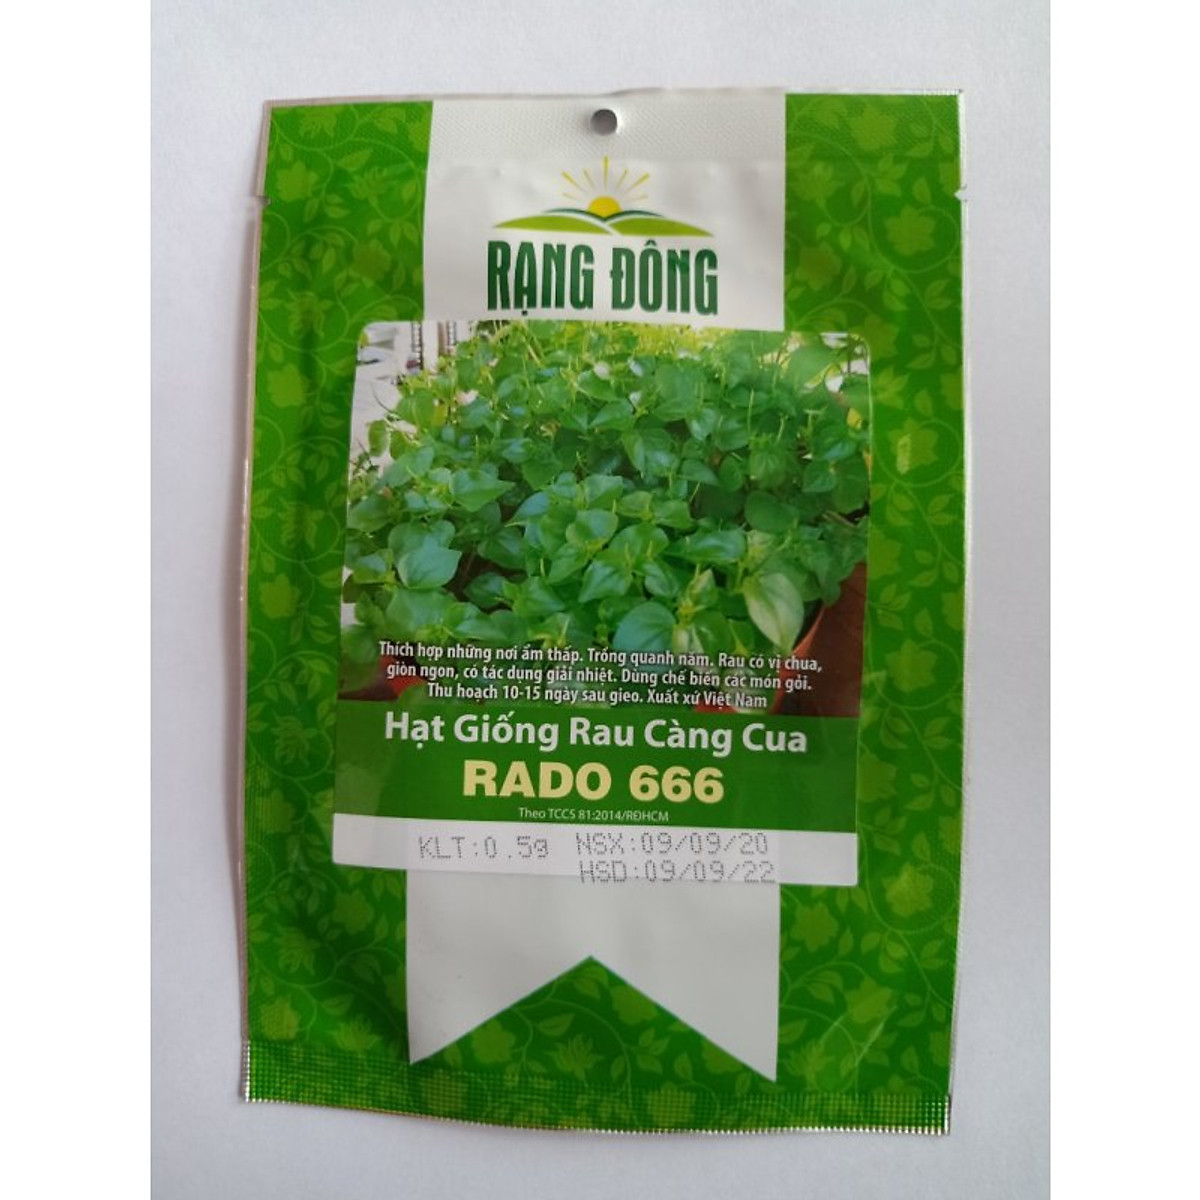 RẠNG ĐÔNG
Thích hợp những nơi ẩm thấp. Trồng quanh năm. Rau có vị chua,
giòn ngon, có tác dụng giải nhiệt. Dùng chế biến các món gỏi.
Thu hoạch 10-15 ngày sau gieo. Xuất xứ Việt Nam
Hạt Giống Rau Càng Cua
RADO 666
Theo TCCS 81:2014/RĐHCM
KLT:0.5g NSX:09/09/20
HSD:09/09/22